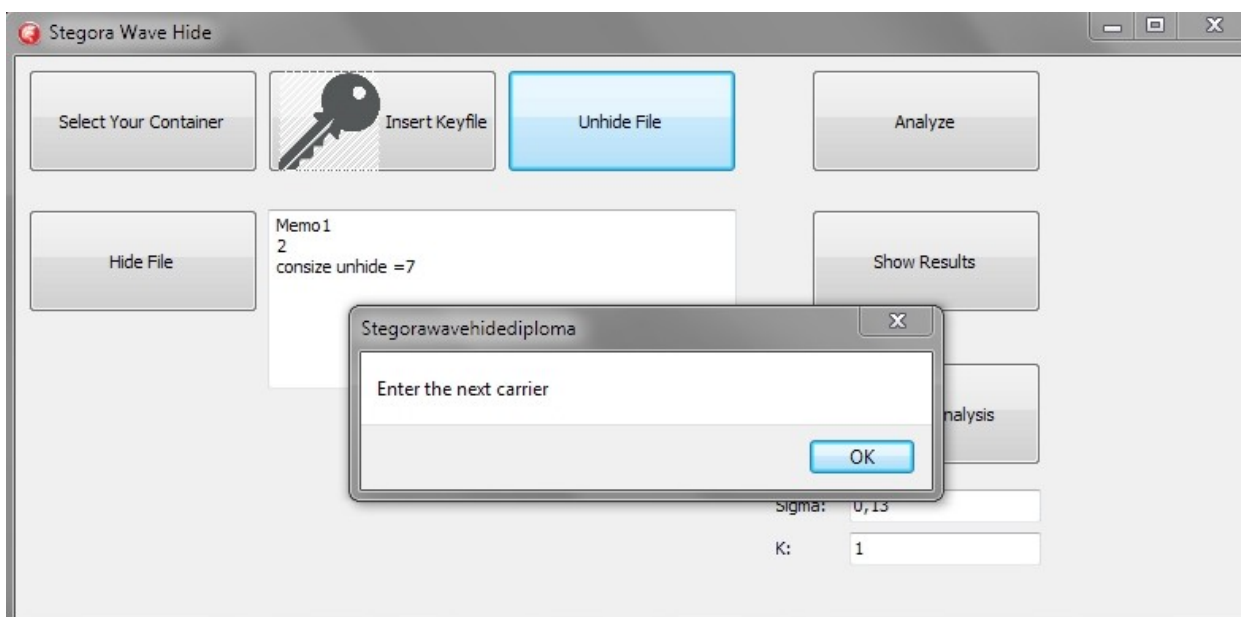 Stegora Wave Hide
Select Your Container
Insert Keyfile
Unhide File
Analyze
Hide File
Memo1
2
consize unhide =7
Show Results
Stegorawavehidediploma
Enter the next carrier
OK
nalysis
Sigma: 0,13
K: 1